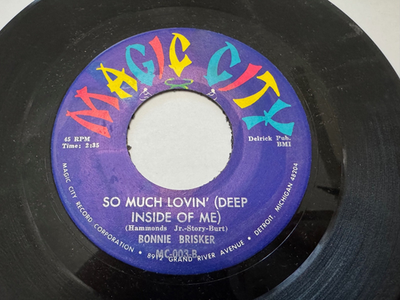 MAGIC CITY
45 RPM
Time: 2:35
Delrick Pub.
BMI
SO MUCH LOVIN' (DEEP
INSIDE OF ME)
(Hammonds Jr.-Story-Burt)
BONNIE BRISKER
MC-003-B
MAGIC CITY RECORD CORPORATION • 8912 GRAND RIVER AVENUE • DETROIT, MICHIGAN 48204